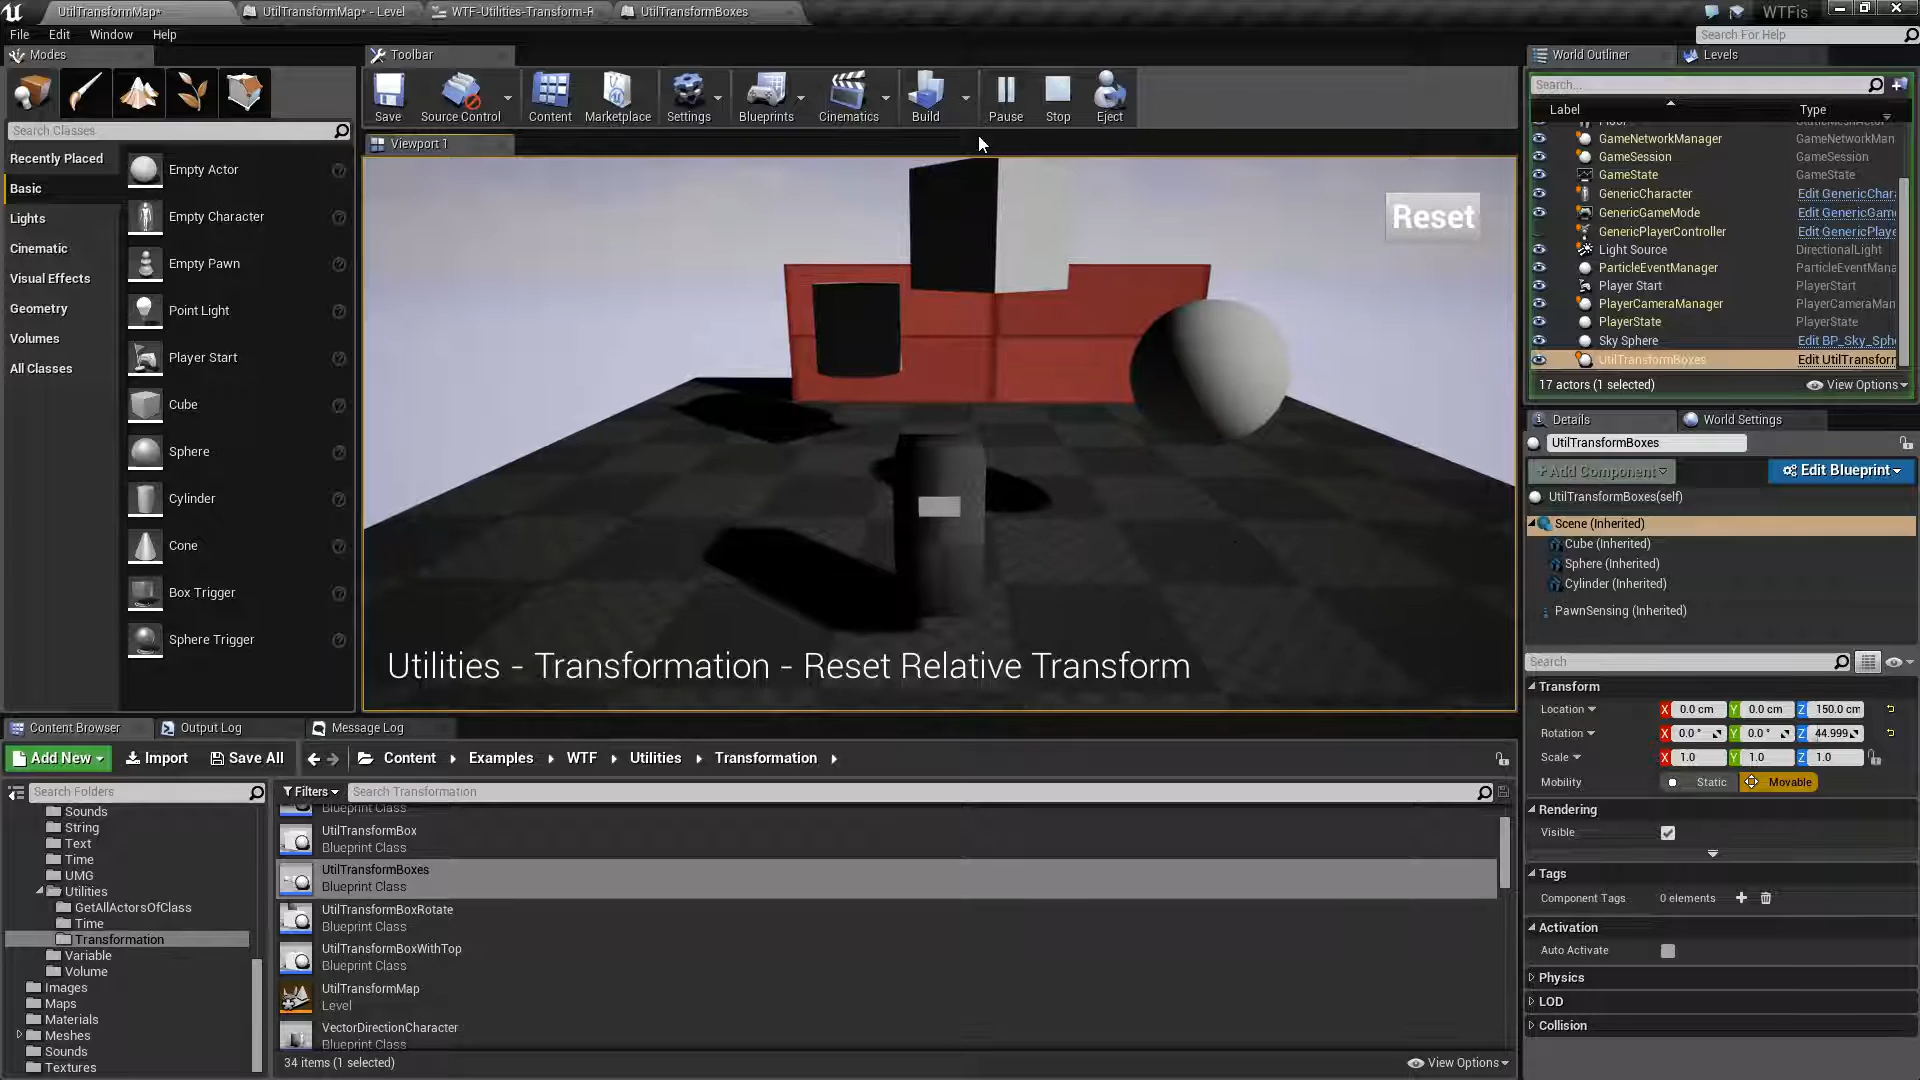 UtilTransformMap*
UtilTransformMap* - Level
WTF-Utilities-Transform-R
UtilTransformBoxes
WTFis
File
Edit
Window
Help
Search For Help
Modes
Toolbar
World Outliner
Levels
Save
Source Control
Content
Marketplace
Settings
Blueprints
Cinematics
Build
Pause
Stop
Eject
Search...
Label
Type
Search Classes
Viewport 1
Recently Placed
Basic
Lights
Cinematic
Visual Effects
Geometry
Volumes
All Classes
Empty Actor
Empty Character
Empty Pawn
Point Light
Player Start
Cube
Sphere
Cylinder
Cone
Box Trigger
Sphere Trigger
Reset
Utilities - Transformation - Reset Relative Transform
GameNetworkManager GameNetworkMan
GameSession GameSession
GameState GameState
GenericCharacter Edit GenericChar
GenericGameMode Edit GenericGam
GenericPlayerController Edit GenericPlaye
Light Source DirectionalLight
ParticleEventManager ParticleEventMana
Player Start PlayerStart
PlayerCameraManager PlayerCameraMan
PlayerState PlayerState
Sky Sphere Edit BP_Sky_Sph
UtilTransformBoxes Edit UtilTransforr
17 actors (1 selected)
View Options
Details
World Settings
UtilTransformBoxes
+Add Component
Edit Blueprint
UtilTransformBoxes(self)
Scene (Inherited)
Cube (Inherited)
Sphere (Inherited)
Cylinder (Inherited)
PawnSensing (Inherited)
Search
Transform
Location X 0.0 cm Y 0.0 cm Z 150.0 cm
Rotation X 0.0 ° Y 0.0 ° Z 44.999
Scale X 1.0 Y 1.0 Z 1.0
Mobility Static Movable
Rendering
Visible
Tags
Component Tags 0 elements
Activation
Auto Activate
Physics
LOD
Collision
Content Browser
Output Log
Message Log
Add New
Import
Save All
Content
Examples
WTF
Utilities
Transformation
Search Folders
Filters
Search Transformation
Sounds
String
Text
Time
UMG
Utilities
GetAllActorsOfClass
Time
Transformation
Variable
Volume
Images
Maps
Materials
Meshes
Sounds
Textures
Blueprint Class
UtilTransformBox
Blueprint Class
UtilTransformBoxes
Blueprint Class
UtilTransformBoxRotate
Blueprint Class
UtilTransformBoxWithTop
Blueprint Class
UtilTransformMap
Level
VectorDirectionCharacter
Blueprint Class
34 items (1 selected)
View Options